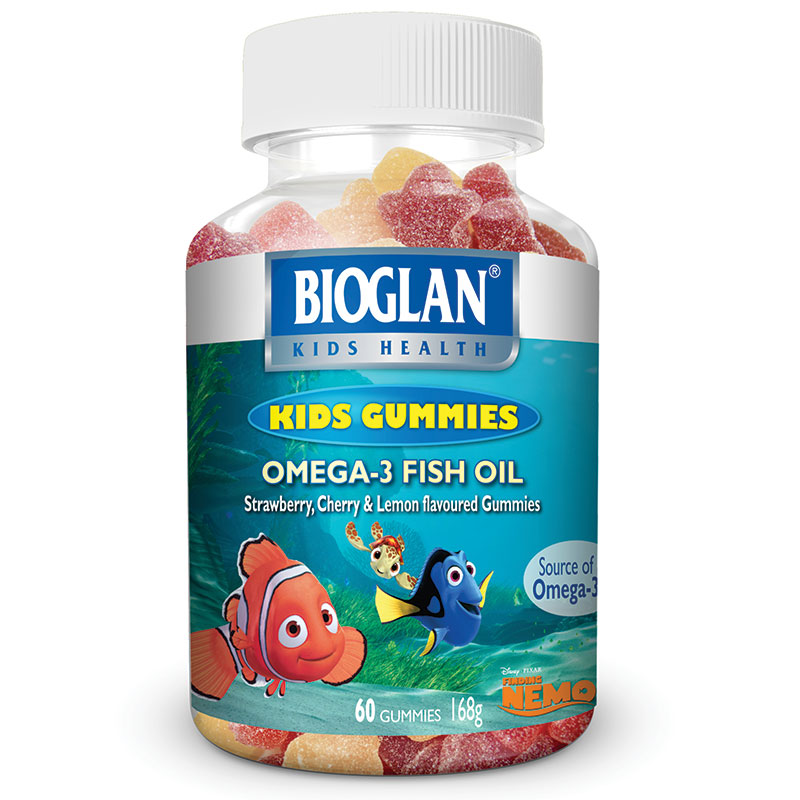 BIOGLAN®
KIDS HEALTH
KIDS GUMMIES
OMEGA-3 FISH OIL
Strawberry, Cherry & Lemon flavoured Gummies
Source of
Omega-3
Disney PIXAR
FINDING
NEMO
60 GUMMIES 168g